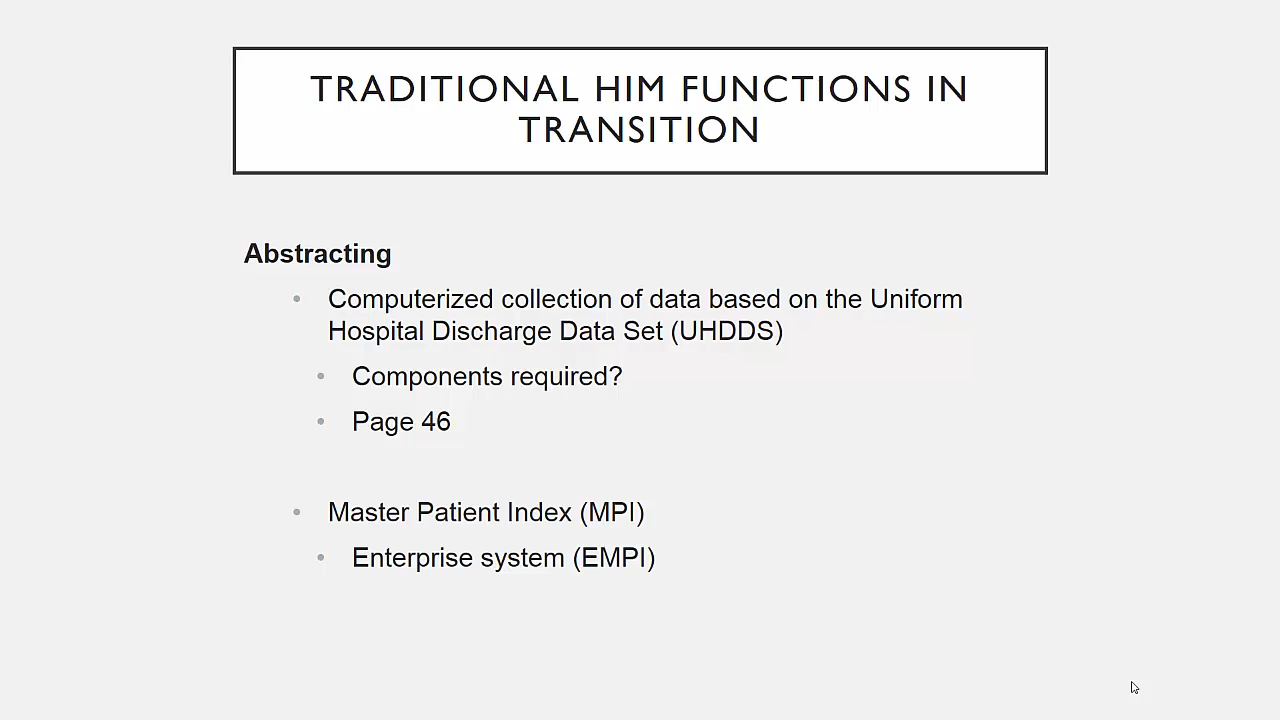 TRADITIONAL HIM FUNCTIONS IN
TRANSITION
Abstracting
• Computerized collection of data based on the Uniform
Hospital Discharge Data Set (UHDDS)
• Components required?
• Page 46
• Master Patient Index (MPI)
• Enterprise system (EMPI)